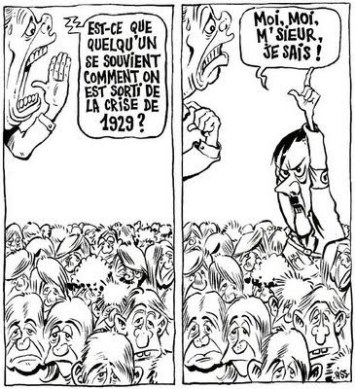 EST-CE QUE
QUELQU'UN
SE SOUVIENT
COMMENT ON
EST SORTI DE
LA CRISE DE
1929?
MOI, MOI,
M'SIEUR,
JE SAIS!